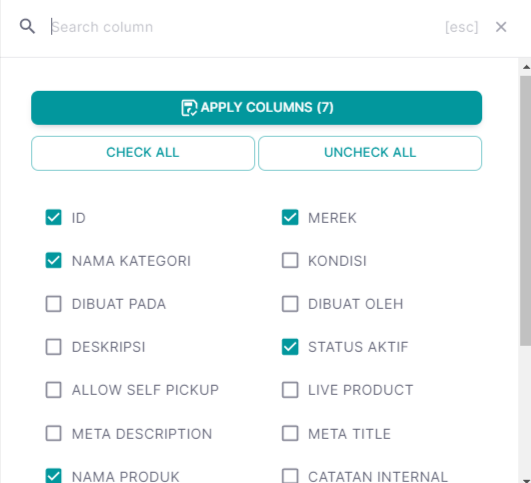 Search column [esc]
APPLY COLUMNS (7)
CHECK ALL UNCHECK ALL
ID MEREK
NAMA KATEGORI KONDISI
DIBUAT PADA DIBUAT OLEH
DESKRIPSI STATUS AKTIF
ALLOW SELF PICKUP LIVE PRODUCT
META DESCRIPTION META TITLE
NAMA PRODUK CATATAN INTERNAL